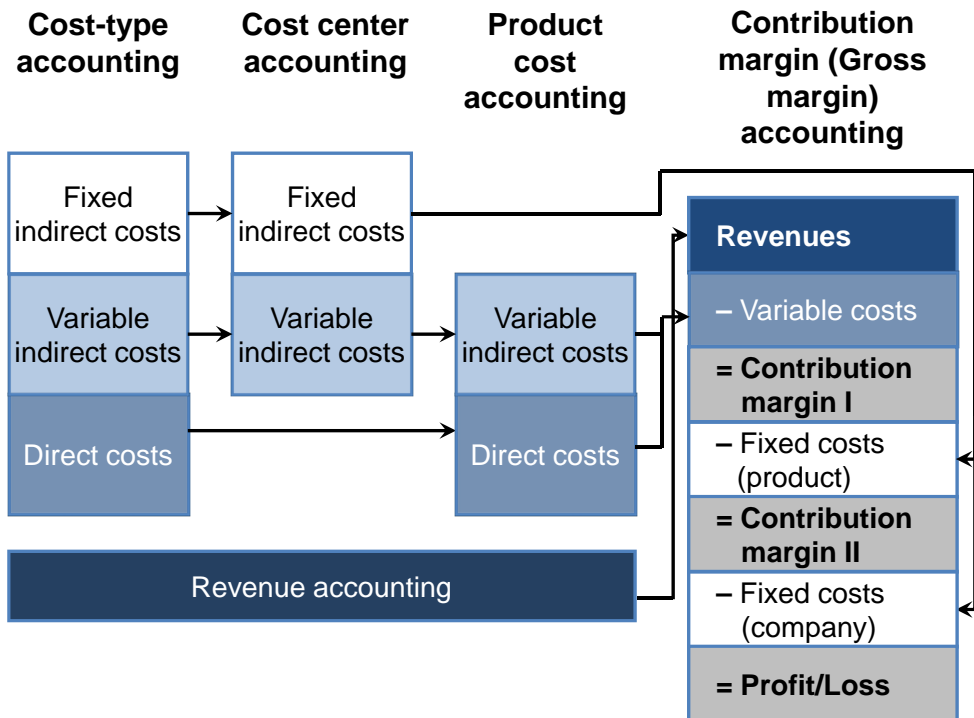 Cost-type
accounting
Cost center
accounting
Product
cost
accounting
Contribution
margin (Gross
margin)
accounting
Fixed
indirect costs
Fixed
indirect costs
Variable
indirect costs
Variable
indirect costs
Variable
indirect costs
Direct costs
Direct costs
Revenue accounting
Revenues
– Variable costs
= Contribution
margin I
– Fixed costs
(product)
= Contribution
margin II
– Fixed costs
(company)
= Profit/Loss